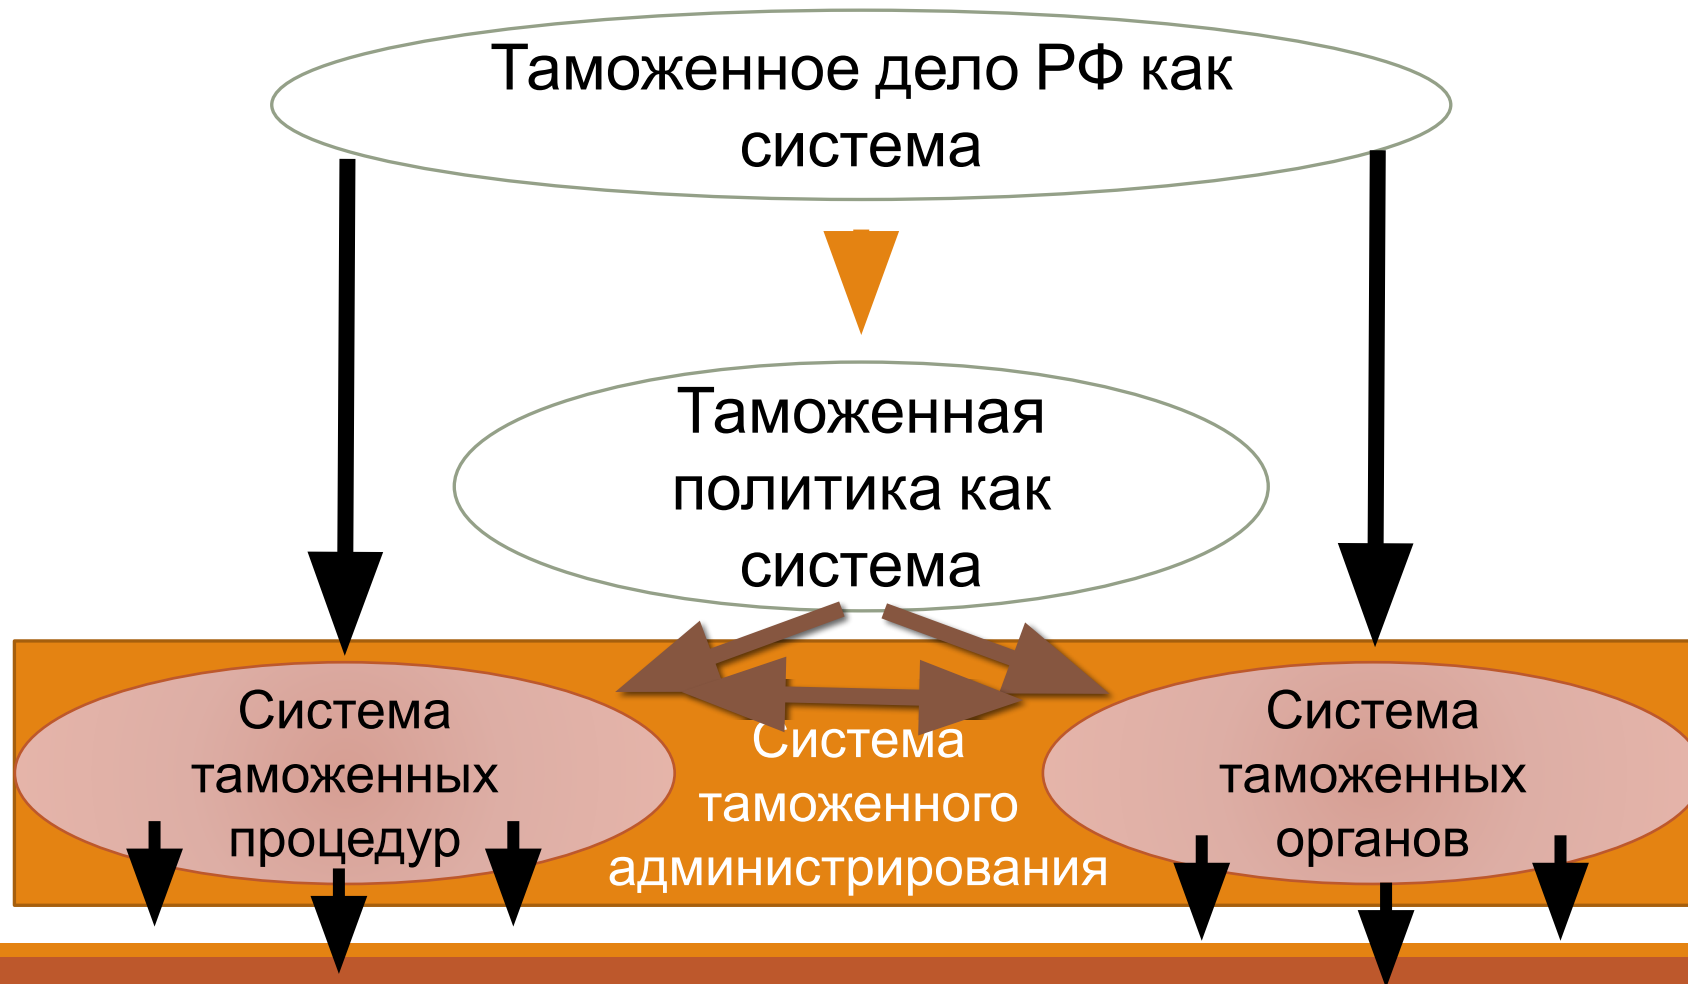 Таможенное дело РФ как
система
Таможенная
политика как
система
Система
таможенных
процедур
Система
таможенного
администрирования
Система
таможенных
органов